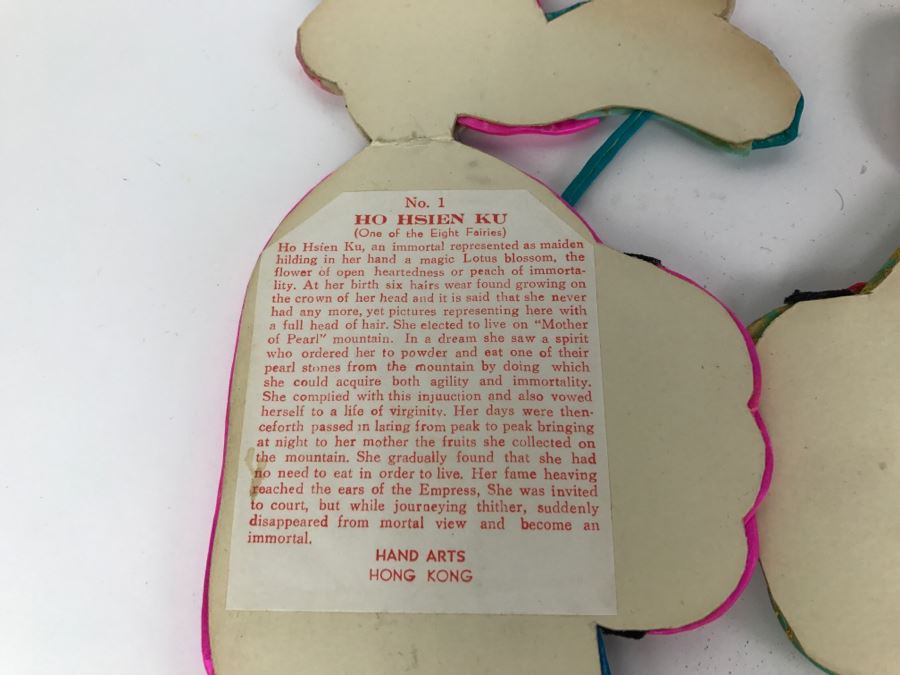 No. 1
HO HSIEN KU
(One of the Eight Fairies)
Ho Hsien Ku, an immortal represented as maiden
hilding in her hand a magic Lotus blossom, the
flower of open heartedness or peach of immorta-
lity. At her birth six hairs wear found growing on
the crown of her head and it is said that she never
had any more, yet pictures representing here with
a full head of hair. She elected to live on "Mother
of Pearl" mountain. In a dream she saw a spirit
who ordered her to powder and eat one of their
pearl stones from the mountain by doing which
she could acquire both agility and immortality.
She complied with this injuuction and also vowed
herself to a life of virginity. Her days were then-
ceforth passed in lating from peak to peak bringing
at night to her mother the fruits she collected on
the mountain. She gradually found that she had
no need to eat in order to live. Her fame heaving
reached the ears of the Empress, She was invited
to court, but while journeying thither, suddenly
disappeared from mortal view and become an
immortal.
HAND ARTS
HONG KONG